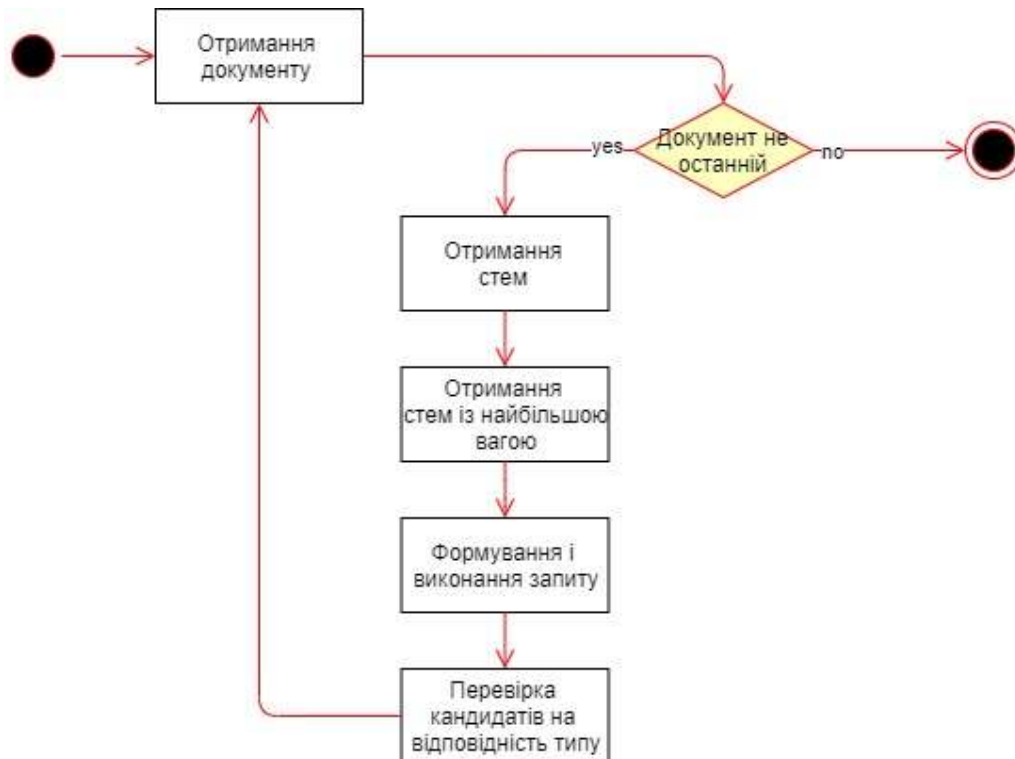 Отримання
документу
Документ не
останній
yes
no
Отримання
стем
Отримання
стем із найбільшою
вагою
Формування і
виконання запиту
Перевірка
кандидатів на
відповідність типу